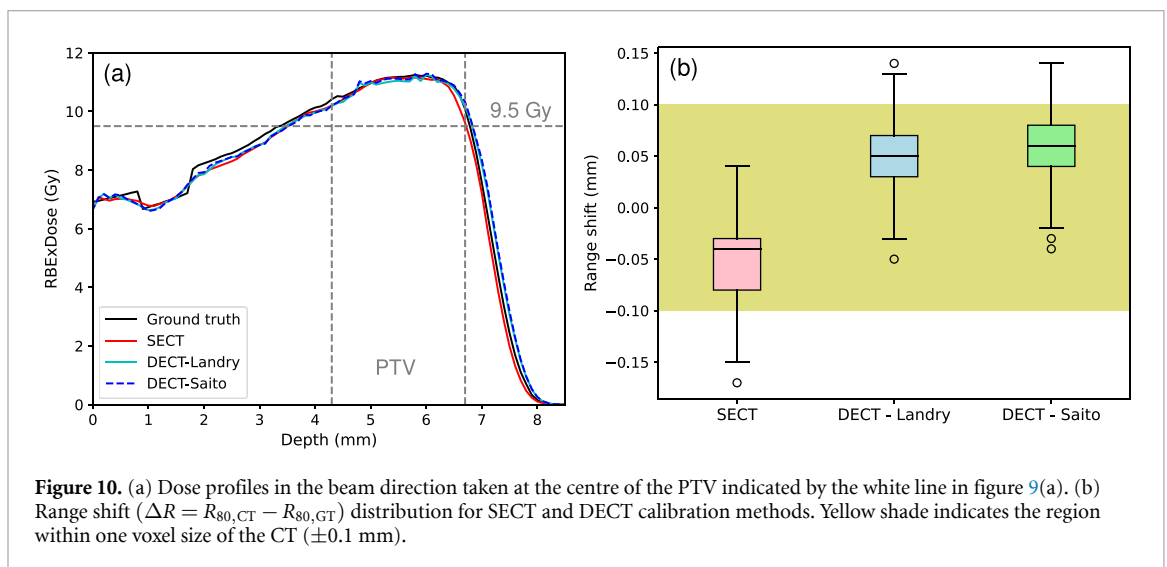 (a)
12
10
8
6
4
2
0
RBExDose (Gy)
9.5 Gy
PTV
Ground truth
SECT
DECT-Landry
DECT-Saito
0 1 2 3 4 5 6 7 8
Depth (mm)
(b)
0.15
0.10
0.05
0.00
−0.05
−0.10
−0.15
Range shift (mm)
SECT DECT - Landry DECT - Saito
Figure 10. (a) Dose profiles in the beam direction taken at the centre of the PTV indicated by the white line in figure 9(a). (b)
Range shift (ΔR = R80,CT − R80,GT) distribution for SECT and DECT calibration methods. Yellow shade indicates the region
within one voxel size of the CT (±0.1 mm).